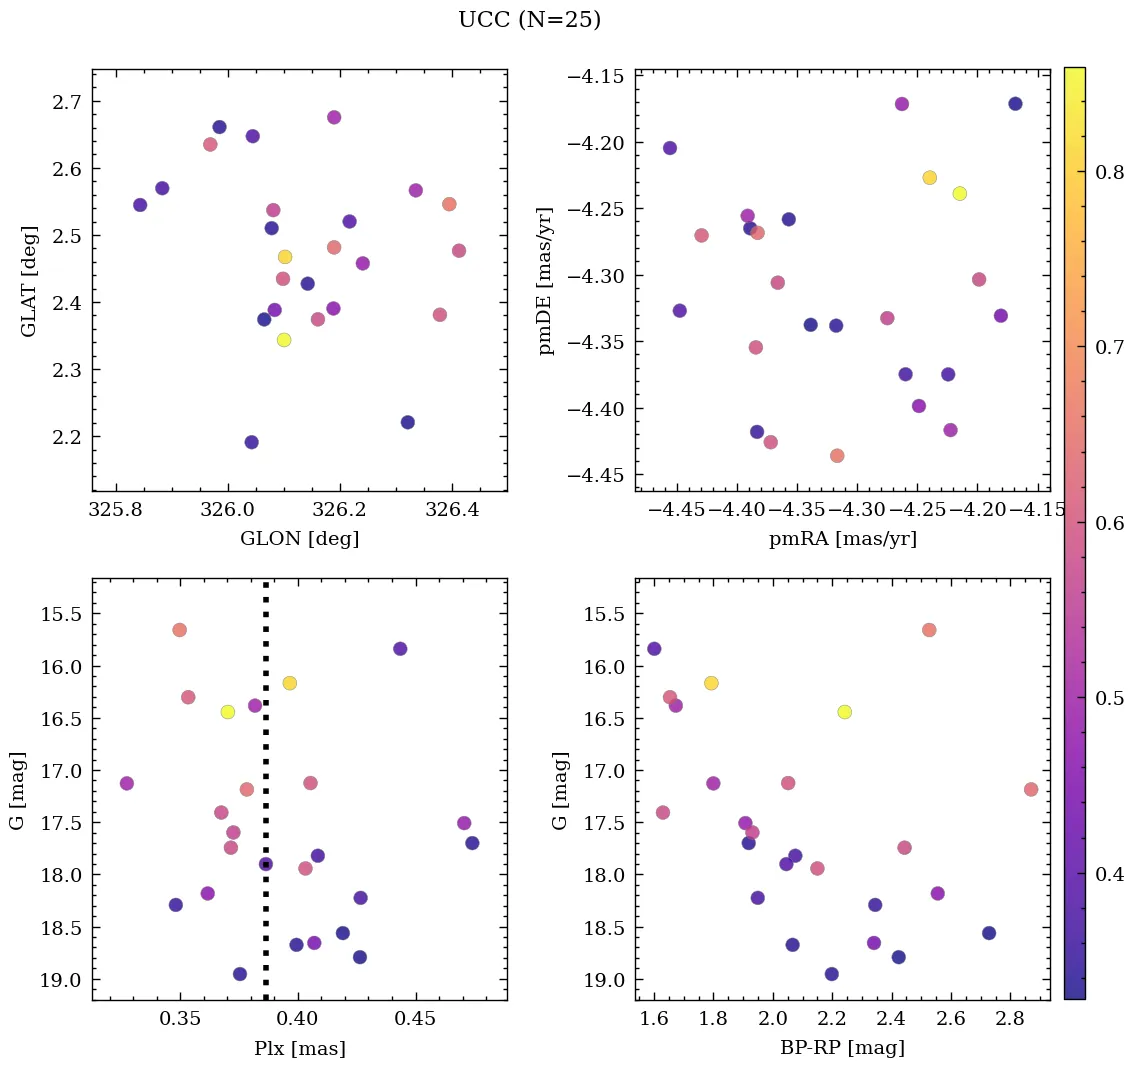 UCC (N=25)
2.7
2.6
2.5
2.4
2.3
2.2
GLAT [deg]
325.8 326.0 326.2 326.4
GLON [deg]
−4.15
−4.20
−4.25
−4.30
−4.35
−4.40
−4.45
pmDE [mas/yr]
−4.45 −4.40 −4.35 −4.30 −4.25 −4.20 −4.15
pmRA [mas/yr]
0.8
0.7
0.6
0.5
0.4
15.5
16.0
16.5
17.0
17.5
18.0
18.5
19.0
G [mag]
0.35 0.40 0.45
Plx [mas]
15.5
16.0
16.5
17.0
17.5
18.0
18.5
19.0
G [mag]
1.6 1.8 2.0 2.2 2.4 2.6 2.8
BP-RP [mag]